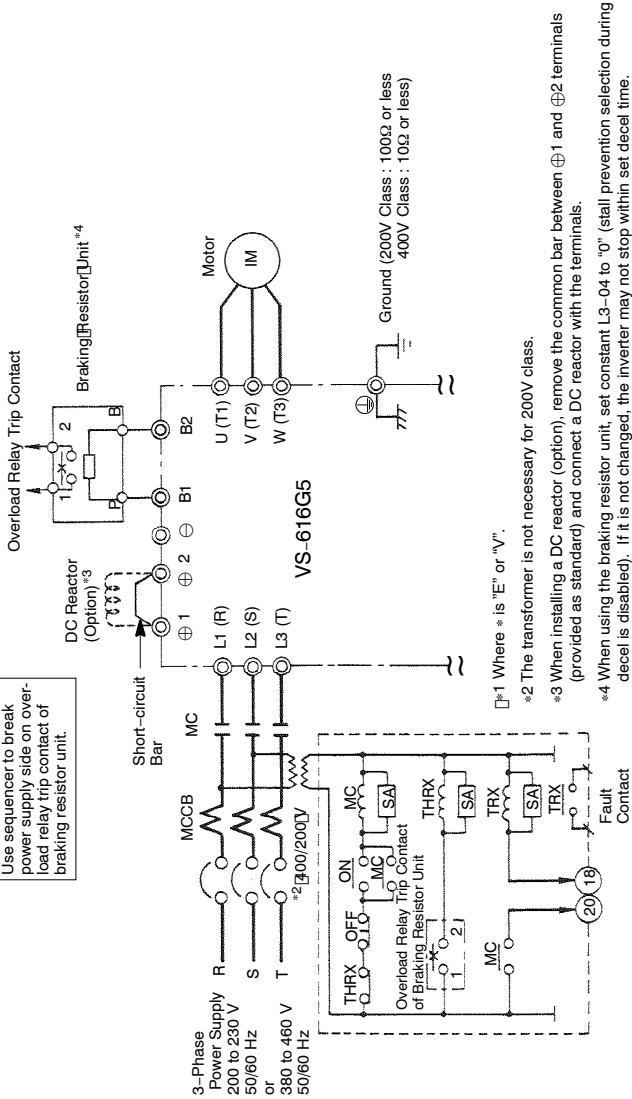 Use sequencer to break
power supply side on over-
load relay trip contact of
braking resistor unit.
Overload Relay Trip Contact
1 2
P B
Braking▯Resistor▯Unit *4
DC Reactor
(Option)*3
Short−circuit
Bar
⊕ 1
⊕ 2
⊖
B1
B2
3−Phase
Power Supply
200 to 230 V
50/60 Hz
or
380 to 460 V
50/60 Hz
R
S
T
MCCB
MC
L1 (R)
L2 (S)
L3 (T)
VS−616G5
U (T1)
V (T2)
W (T3)
Motor
IM
Ground (200V Class : 100Ω or less
400V Class : 10Ω or less)
*2▯400/200▯V
THRX OFF ON MC
MC
SA
Overload Relay Trip Contact
of Braking Resistor Unit
1 2
THRX
SA
MC
TRX
SA
20 18
TRX
Fault
Contact
▯*1 Where * is ”E” or “V”.
*2 The transformer is not necessary for 200V class.
*3 When installing a DC reactor (option), remove the common bar between ⊕1 and ⊕2 terminals
(provided as standard) and connect a DC reactor with the terminals.
*4 When using the braking resistor unit, set constant L3−04 to “0” (stall prevention selection during
decel is disabled). If it is not changed, the inverter may not stop within set decel time.